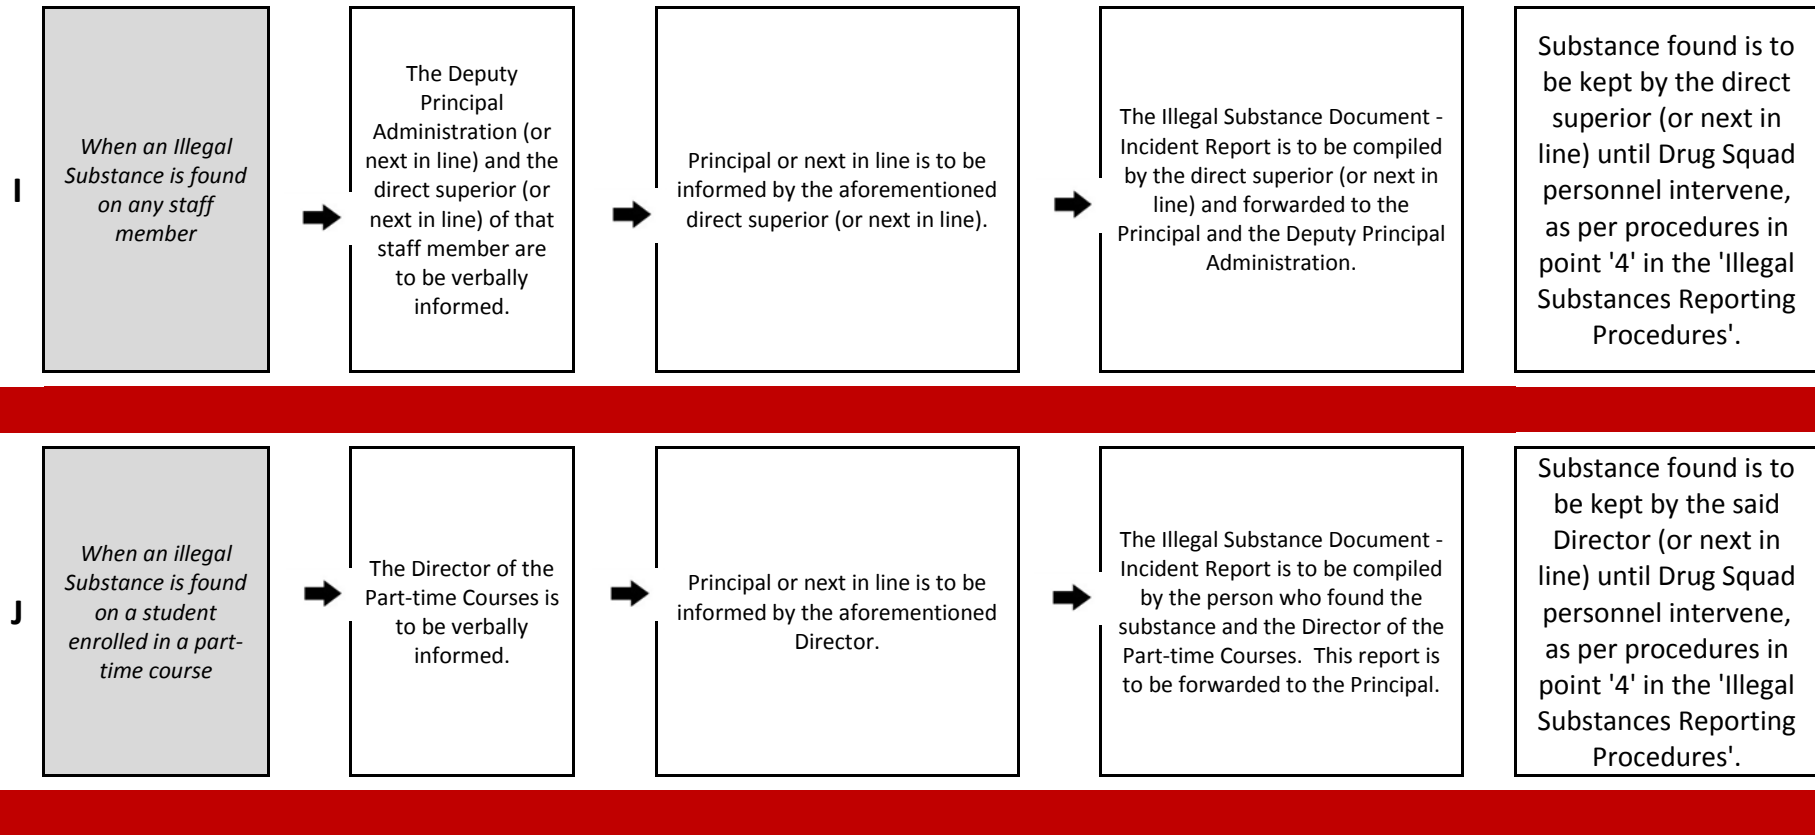 I
When an Illegal
Substance is found
on any staff
member
The Deputy
Principal
Administration (or
next in line) and the
direct superior (or
next in line) of that
staff member are
to be verbally
informed.
Principal or next in line is to be
informed by the aforementioned
direct superior (or next in line).
The Illegal Substance Document -
Incident Report is to be compiled
by the direct superior (or next in
line) and forwarded to the
Principal and the Deputy Principal
Administration.
Substance found is to
be kept by the direct
superior (or next in
line) until Drug Squad
personnel intervene,
as per procedures in
point '4' in the 'Illegal
Substances Reporting
Procedures'.
J
When an illegal
Substance is found
on a student
enrolled in a part-
time course
The Director of the
Part-time Courses is
to be verbally
informed.
Principal or next in line is to be
informed by the aforementioned
Director.
The Illegal Substance Document -
Incident Report is to be compiled
by the person who found the
substance and the Director of the
Part-time Courses.  This report is
to be forwarded to the Principal.
Substance found is to
be kept by the said
Director (or next in
line) until Drug Squad
personnel intervene,
as per procedures in
point '4' in the 'Illegal
Substances Reporting
Procedures'.